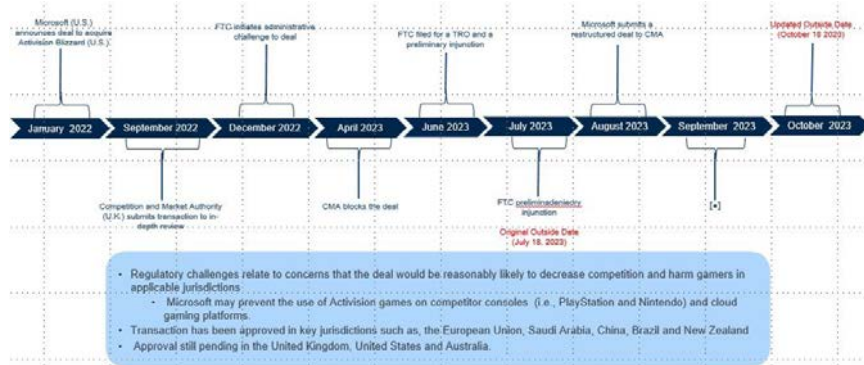 Microsoft (U.S.)
announces deal to acquire
Activision Blizzard (U.S.)
FTC initiates administrative
challenge to deal
FTC filed for a TRO and a
preliminary injunction
Microsoft submits a
restructured deal to CMA
Updated Outside Date
(October 18 2023)
January 2022
September 2022
December 2022
April 2023
June 2023
July 2023
August 2023
September 2023
October 2023
Competition and Market Authority
(U.K.) submits transaction to in-
depth review
CMA blocks the deal
FTC preliminadeniedry
injunction
Original Outside Date
(July 18, 2023)
[●]
• Regulatory challenges relate to concerns that the deal would be reasonably likely to decrease competition and harm gamers in
applicable jurisdictions
• Microsoft may prevent the use of Activision games on competitor consoles (i.e., PlayStation and Nintendo) and cloud
gaming platforms.
• Transaction has been approved in key jurisdictions such as, the European Union, Saudi Arabia, China, Brazil and New Zealand
• Approval still pending in the United Kingdom, United States and Australia.